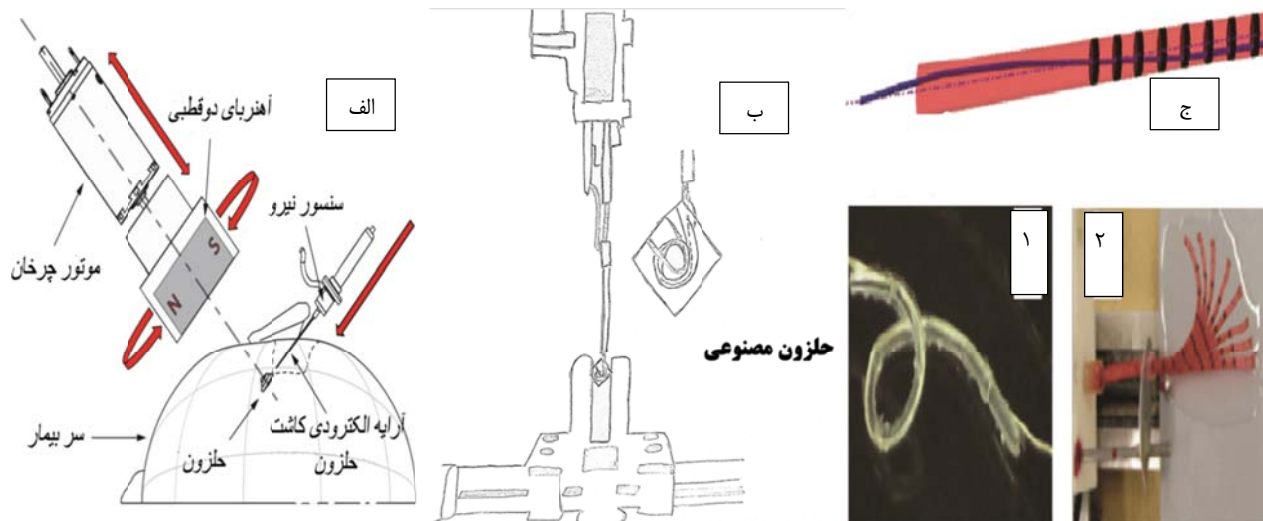 الف
آهنربای دوقطبی
سنسور نیرو
موتور چرخان
S
N
سر بیمار
حلزون
آرایه الکترودی کاشت
حلزون
ب
حلزون مصنوعی
ج
۱
۲